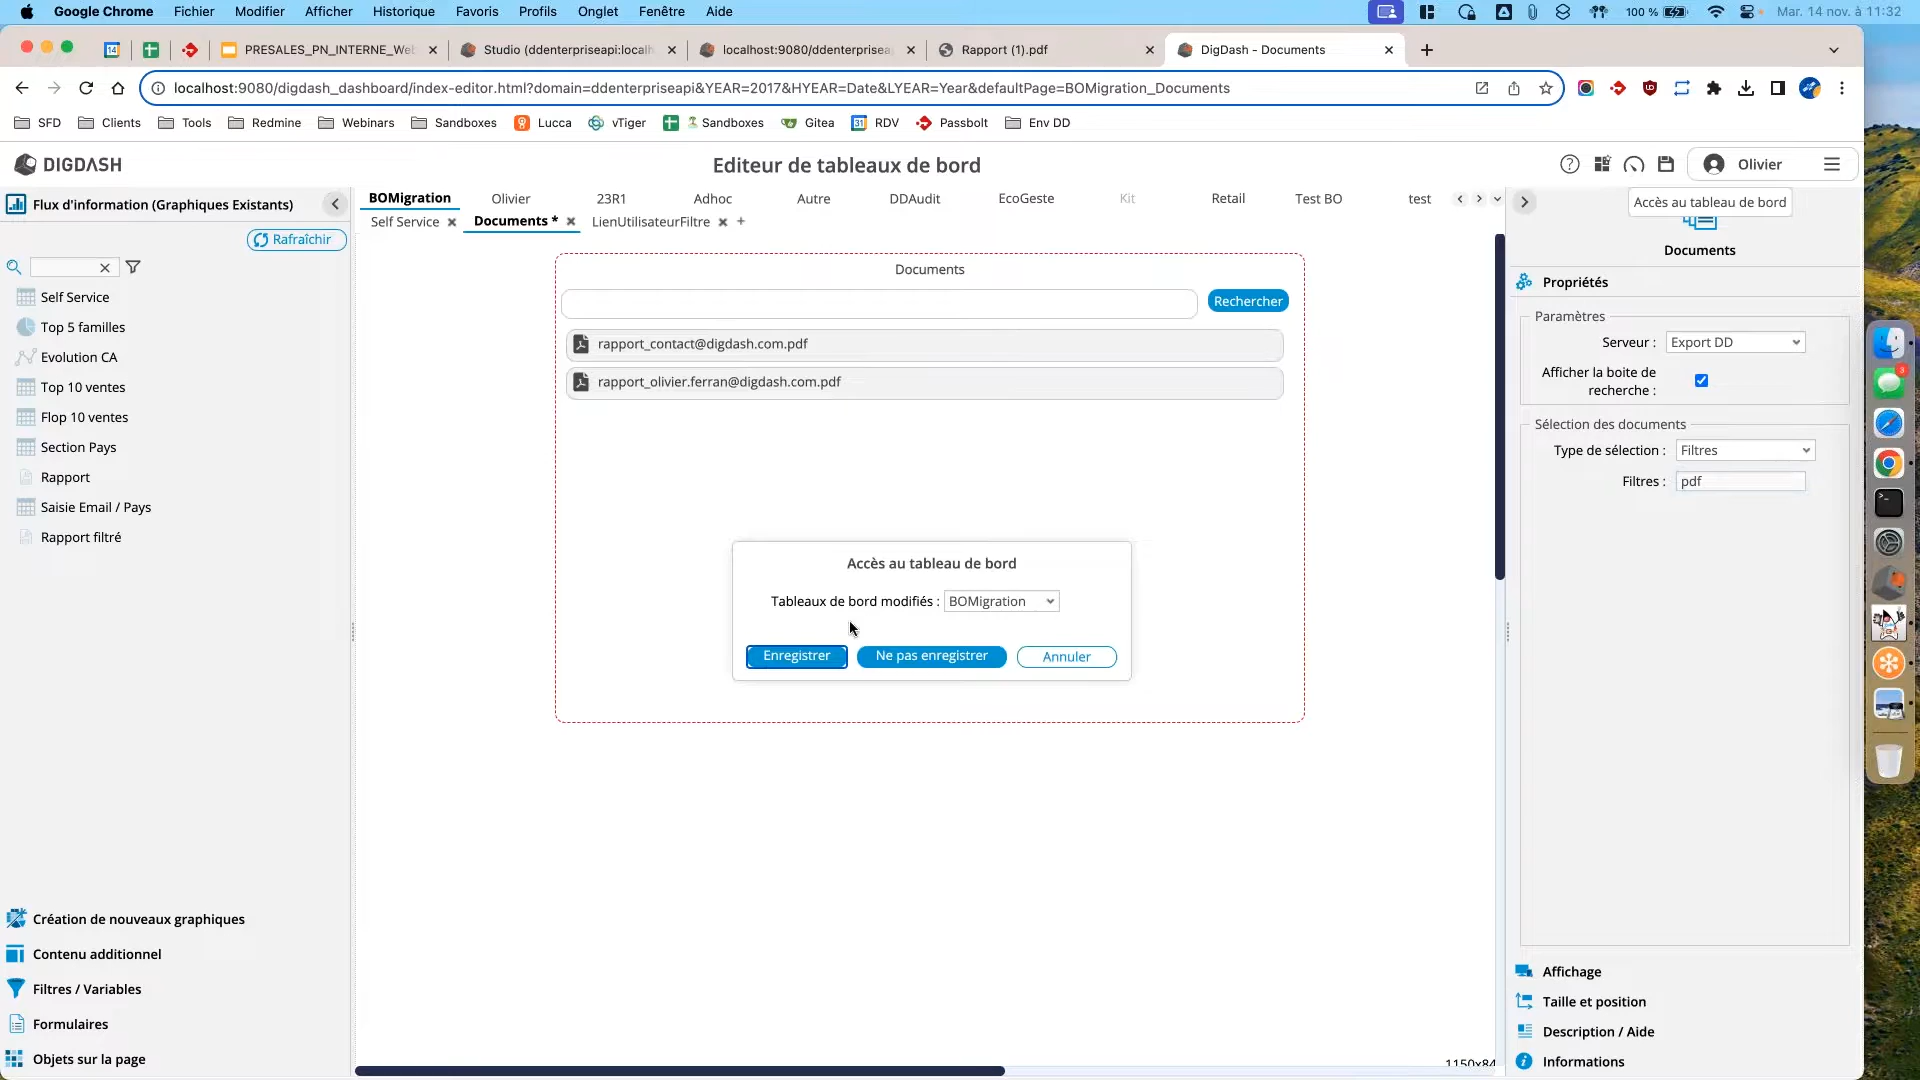 Google Chrome Fichier Modifier Afficher Historique Favoris Profils Onglet Fenêtre Aide 100 % Mar. 14 nov. à 11:32
PRESALES_PN_INTERNE_We Studio (ddenterpriseapi:localh localhost:9080/ddenterprisea Rapport (1).pdf DigDash - Documents
localhost:9080/digdash_dashboard/index-editor.html?domain=ddenterpriseapi&YEAR=2017&HYEAR=Date&LYEAR=Year&defaultPage=BOMigration_Documents
SFD Clients Tools Redmine Webinars Sandboxes Lucca vTiger Sandboxes Gitea RDV Passbolt Env DD
DIGDASH
Editeur de tableaux de bord
Olivier
Accès au tableau de bord
Flux d'information (Graphiques Existants)
Rafraîchir
Self Service
Top 5 familles
Evolution CA
Top 10 ventes
Flop 10 ventes
Section Pays
Rapport
Saisie Email / Pays
Rapport filtré
Création de nouveaux graphiques
Contenu additionnel
Filtres / Variables
Formulaires
Objets sur la page
BOMigration Olivier 23R1 Adhoc Autre DDAudit EcoGeste Kit Retail Test BO test
Self Service Documents * LienUtilisateurFiltre +
Documents
Rechercher
rapport_contact@digdash.com.pdf
rapport_olivier.ferran@digdash.com.pdf
Accès au tableau de bord
Tableaux de bord modifiés : BOMigration
Enregistrer Ne pas enregistrer Annuler
1150x84
Documents
Propriétés
Paramètres
Serveur : Export DD
Afficher la boite de
recherche :
Sélection des documents
Type de sélection : Filtres
Filtres : pdf
Affichage
Taille et position
Description / Aide
Informations
3